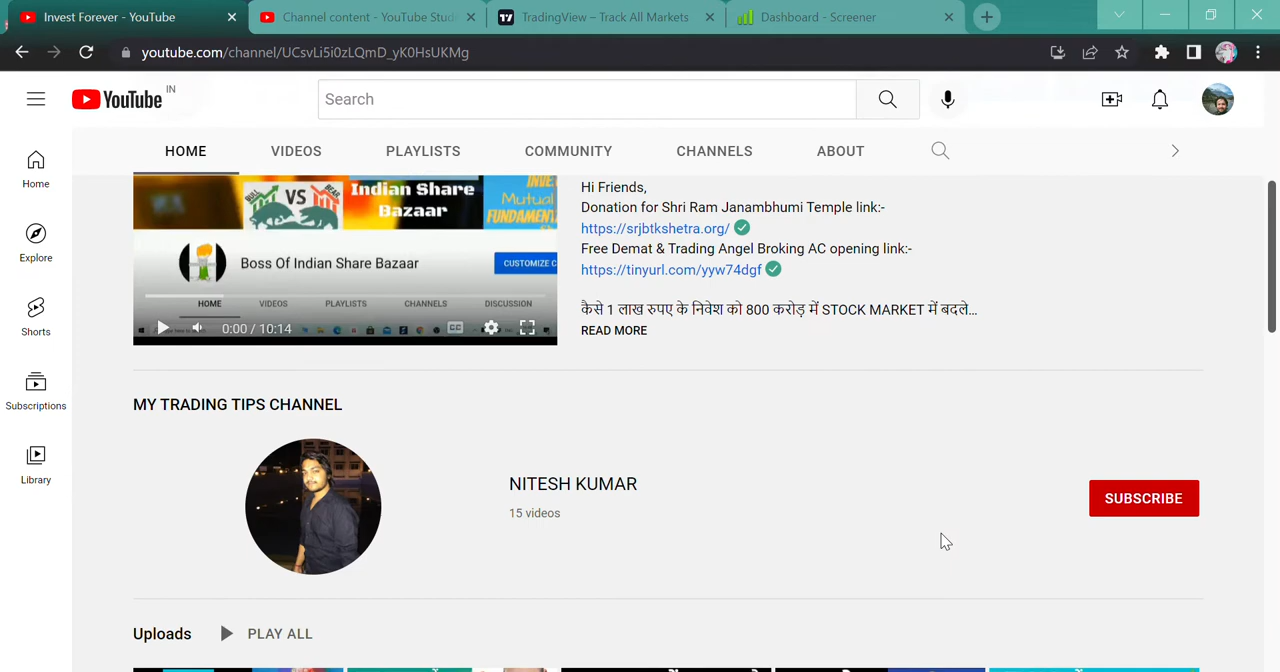 Invest Forever - YouTube
Channel content - YouTube Stud
TradingView – Track All Markets
Dashboard - Screener
youtube.com/channel/UCsvLi5i0zLQmD_yK0HsUKMg
YouTube IN
Search
HOME VIDEOS PLAYLISTS COMMUNITY CHANNELS ABOUT
Home
Explore
Shorts
Subscriptions
Library
VS
Indian Share
Bazaar
Mutual
FUNDAMEN
Boss Of Indian Share Bazaar
CUSTOMIZE C
HOME VIDEOS PLAYLISTS CHANNELS DISCUSSION
0:00 / 10:14
Hi Friends,
Donation for Shri Ram Janambhumi Temple link:-
https://srjbtkshetra.org/
Free Demat & Trading Angel Broking AC opening link:-
https://tinyurl.com/yyw74dgf
कैसे 1 लाख रुपए के निवेश को 800 करोड़ में STOCK MARKET में बदले...
READ MORE
MY TRADING TIPS CHANNEL
NITESH KUMAR
15 videos
SUBSCRIBE
Uploads PLAY ALL